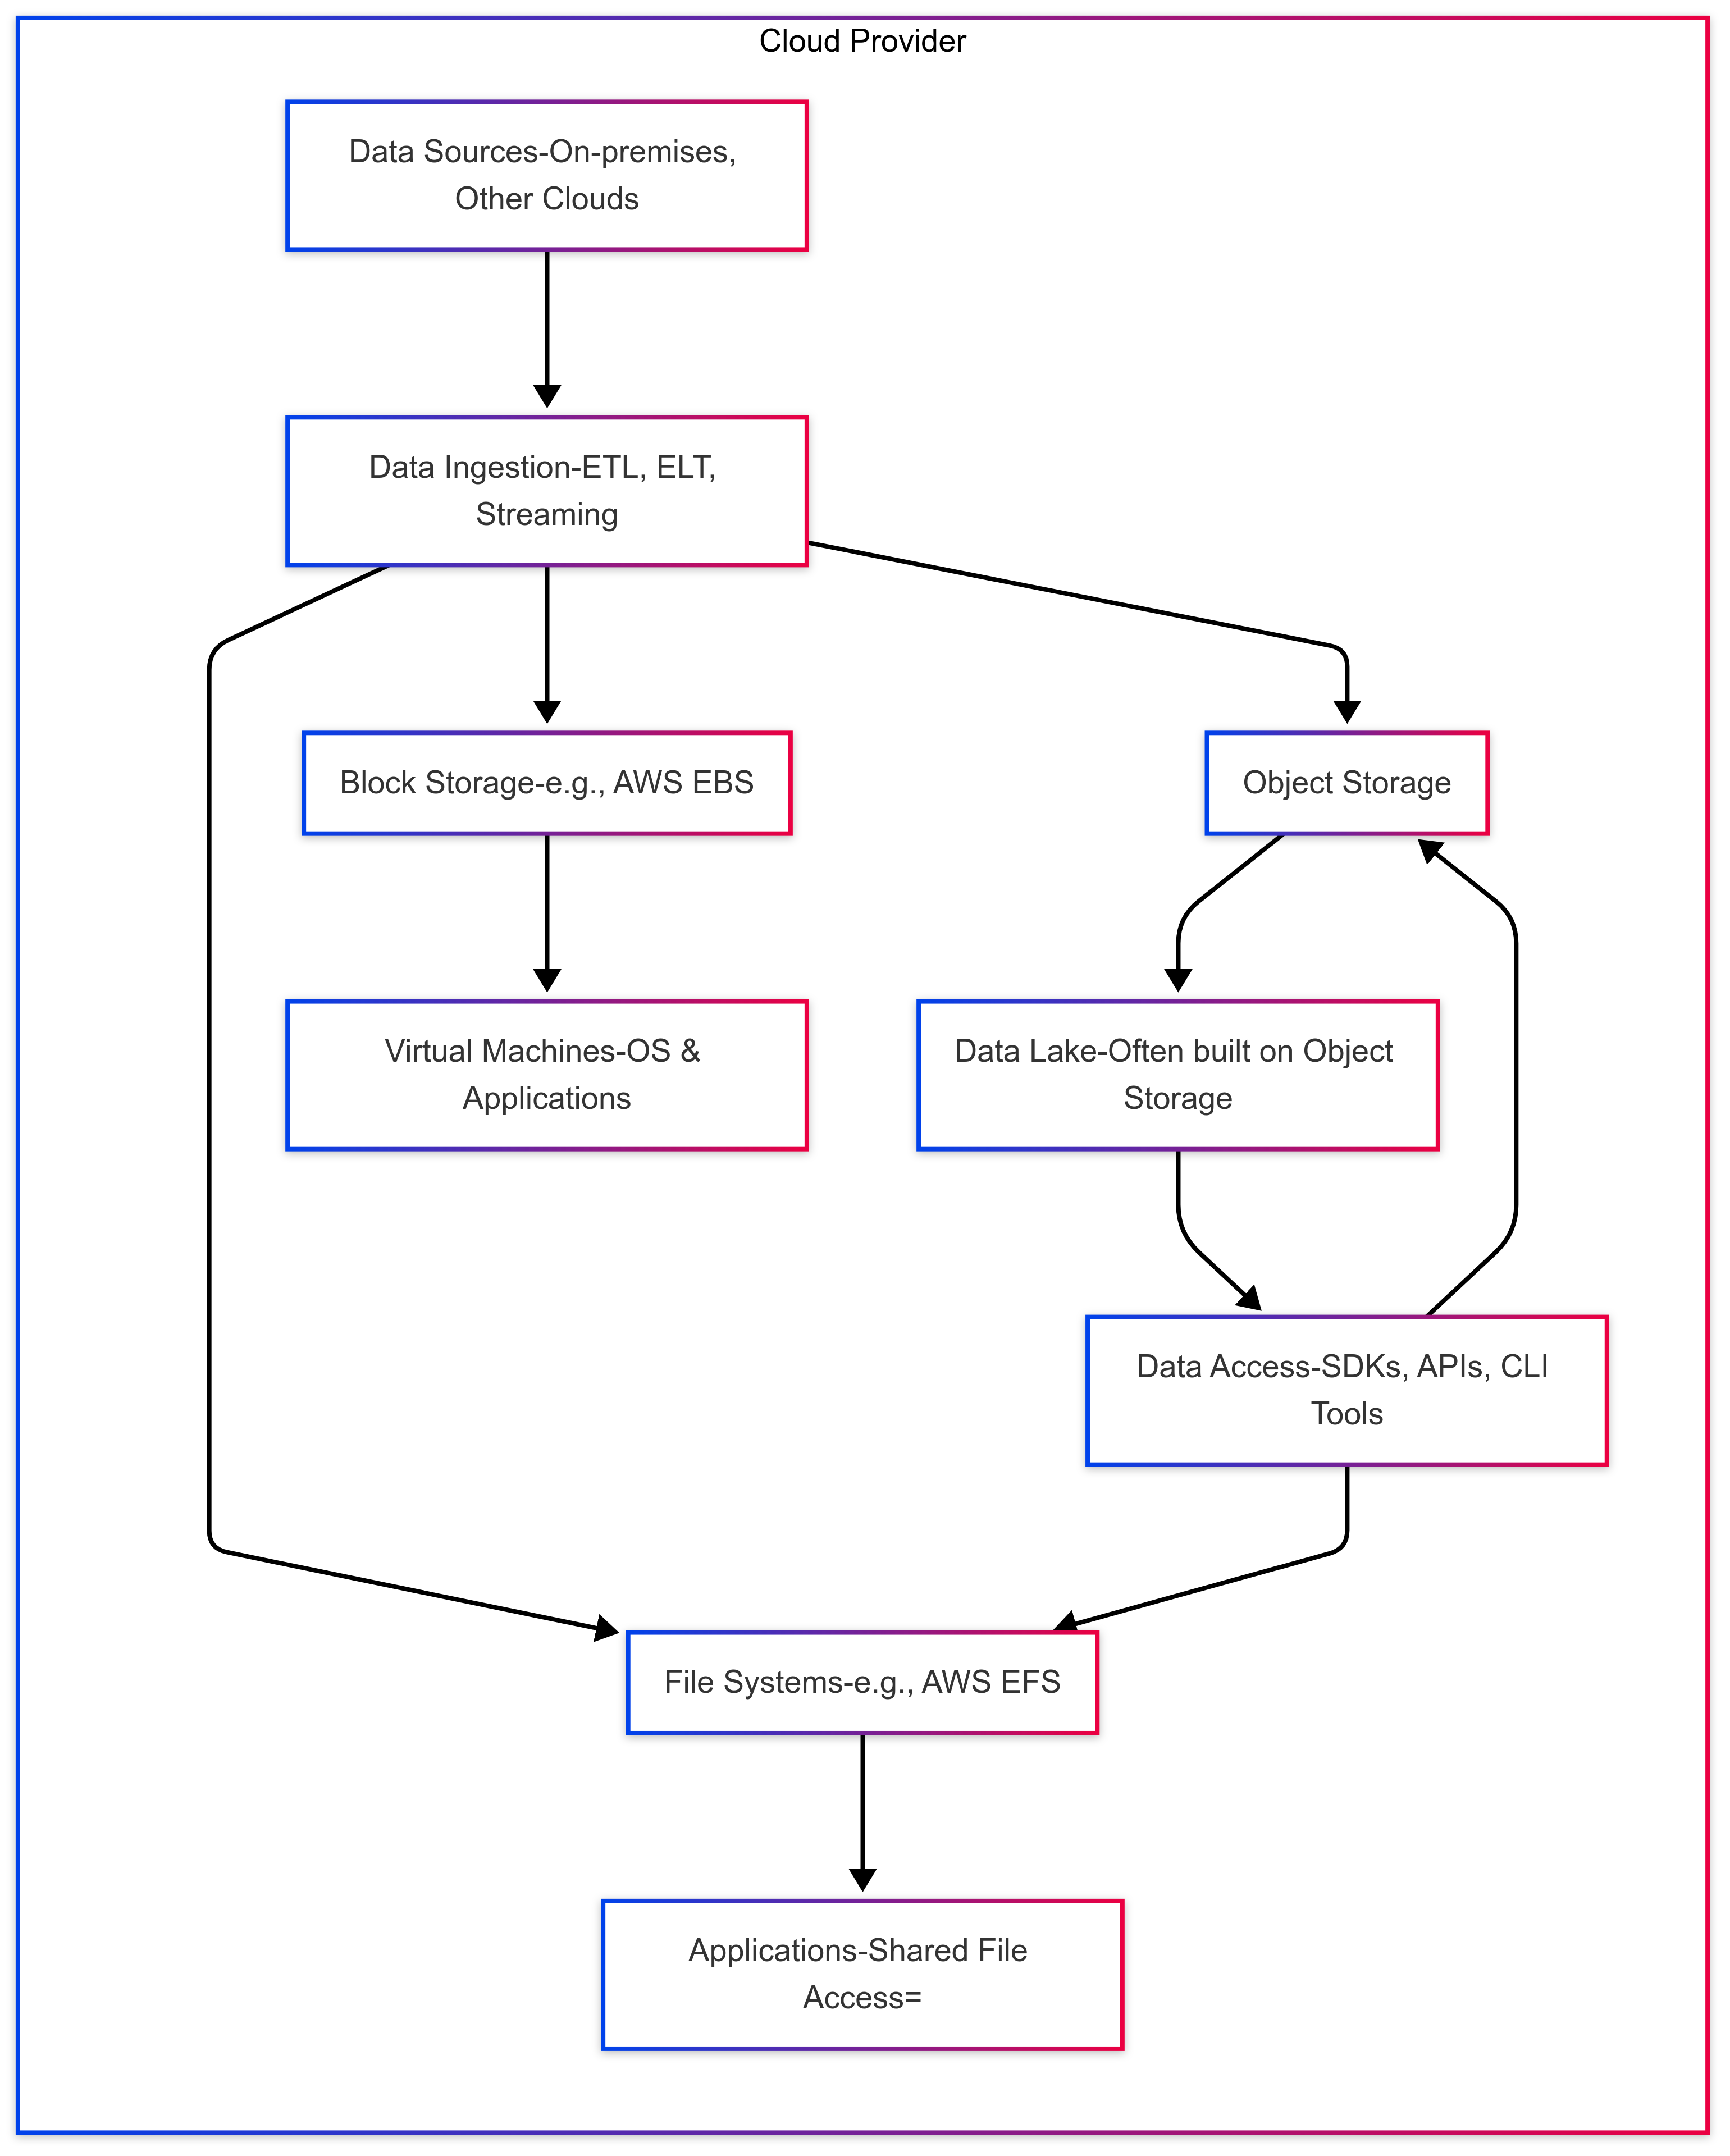 Cloud Provider
Data Sources-On-premises,
Other Clouds
Data Ingestion-ETL, ELT,
Streaming
Block Storage-e.g., AWS EBS
Object Storage
Virtual Machines-OS &
Applications
Data Lake-Often built on Object
Storage
Data Access-SDKs, APIs, CLI
Tools
File Systems-e.g., AWS EFS
Applications-Shared File
Access=